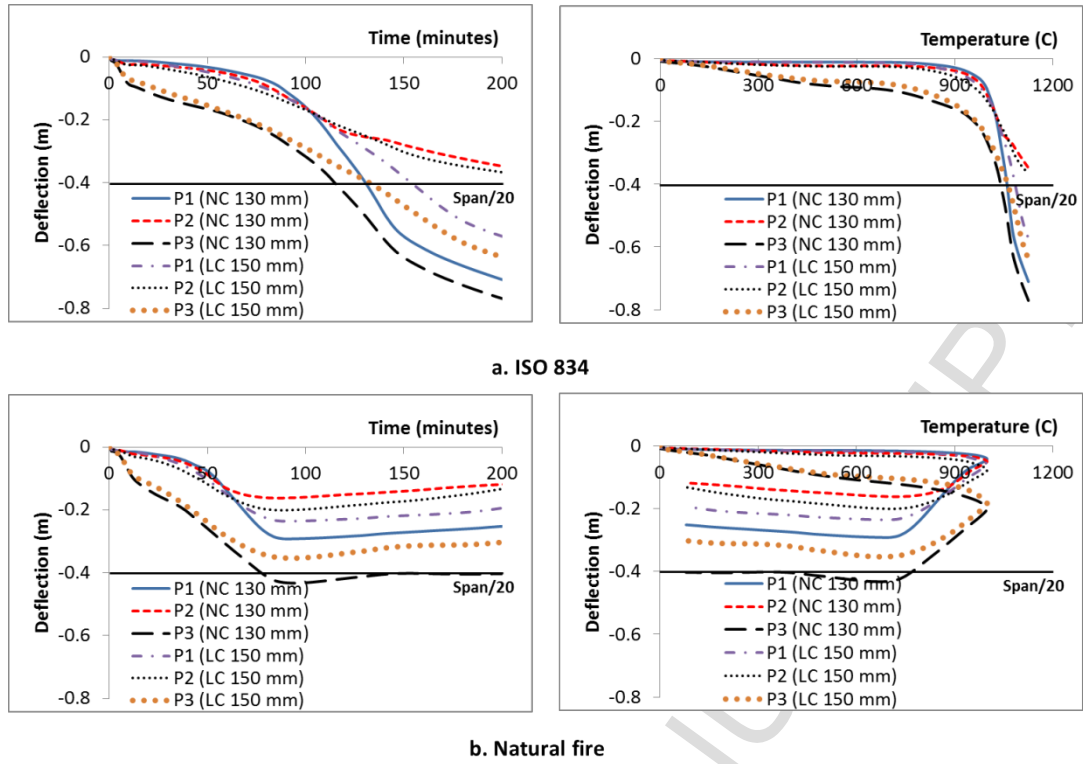 Time (minutes)
0 50 100 150 200
0
-0.2
-0.4
-0.6
-0.8
Deflection (m)
Span/20
P1 (NC 130 mm)
P2 (NC 130 mm)
P3 (NC 130 mm)
P1 (LC 150 mm)
P2 (LC 150 mm)
P3 (LC 150 mm)
Temperature (C)
0 300 600 900 1200
0
-0.2
-0.4
-0.6
-0.8
Deflection (m)
Span/20
P1 (NC 130 mm)
P2 (NC 130 mm)
P3 (NC 130 mm)
P1 (LC 150 mm)
P2 (LC 150 mm)
P3 (LC 150 mm)
a. ISO 834
Time (minutes)
0 50 100 150 200
0
-0.2
-0.4
-0.6
-0.8
Deflection (m)
Span/20
P1 (NC 130 mm)
P2 (NC 130 mm)
P3 (NC 130 mm)
P1 (LC 150 mm)
P2 (LC 150 mm)
P3 (LC 150 mm)
Temperature (C)
0 300 600 900 1200
0
-0.2
-0.4
-0.6
-0.8
Deflection (m)
Span/20
P1 (NC 130 mm)
P2 (NC 130 mm)
P3 (NC 130 mm)
P1 (LC 150 mm)
P2 (LC 150 mm)
P3 (LC 150 mm)
b. Natural fire